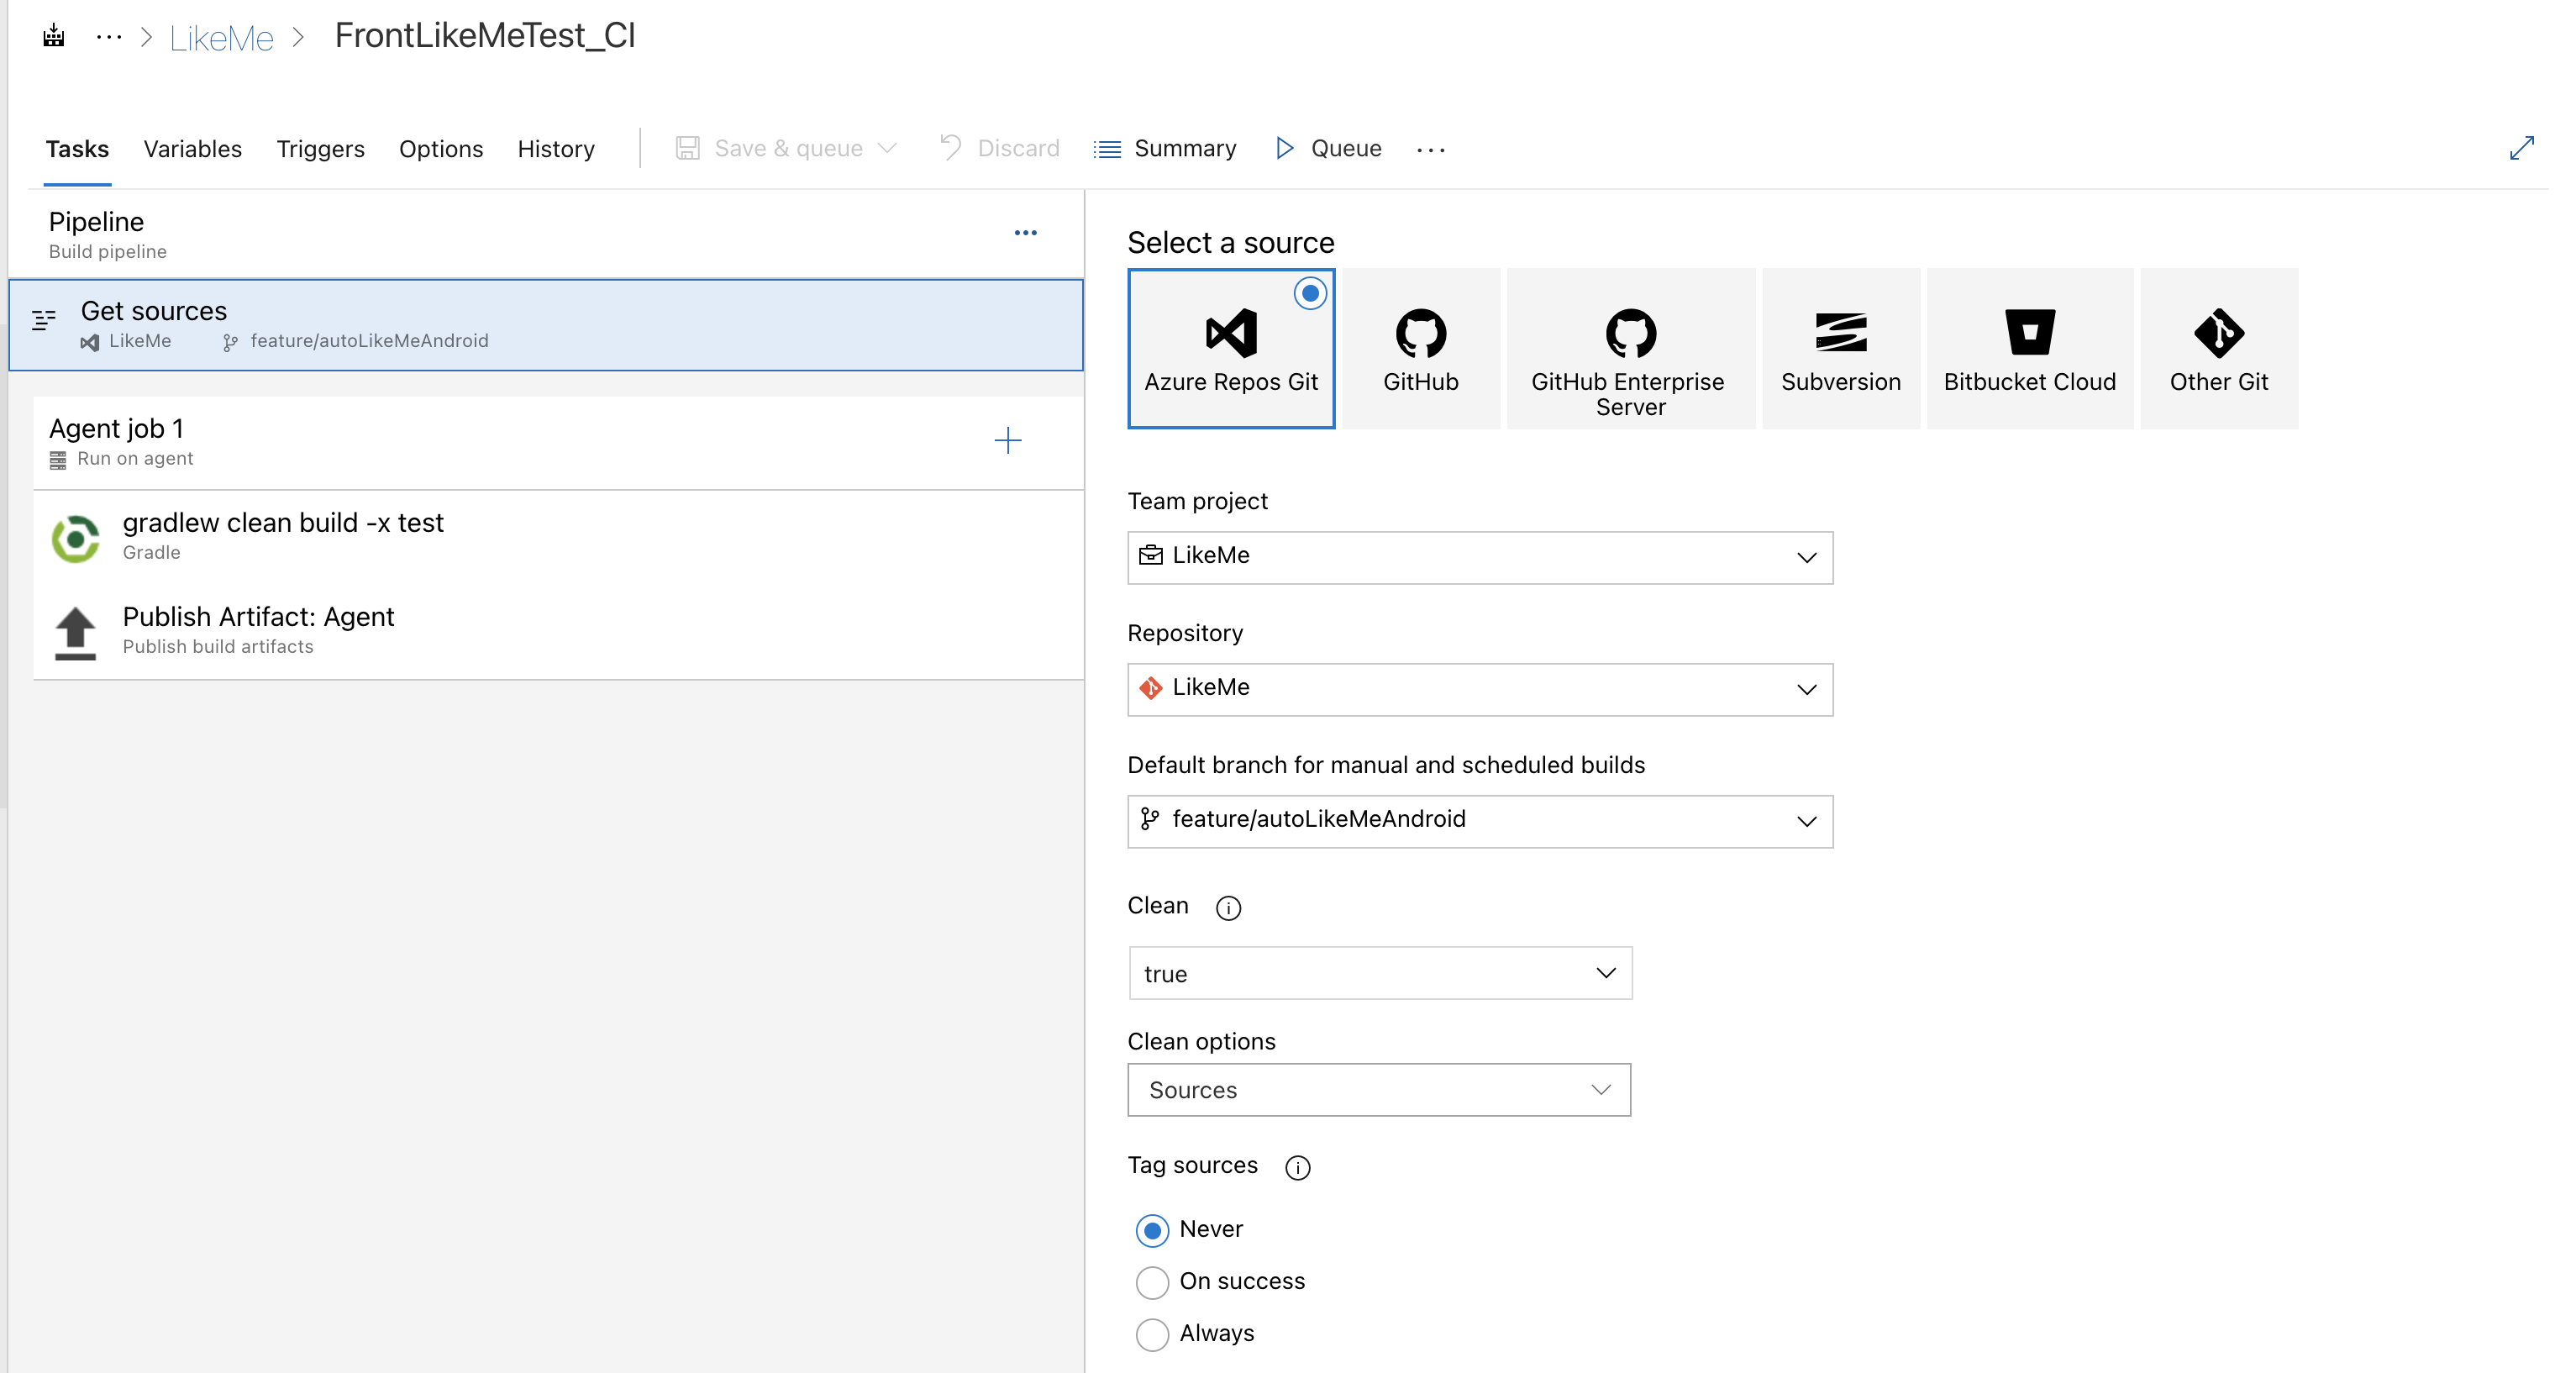 ··· > LikeMe > FrontLikeMeTest_CI
Tasks Variables Triggers Options History Save & queue Discard Summary Queue ···
Pipeline
Build pipeline
Get sources
LikeMe feature/autoLikeMeAndroid
Agent job 1
Run on agent
gradlew clean build -x test
Gradle
Publish Artifact: Agent
Publish build artifacts
Select a source
Azure Repos Git
GitHub
GitHub Enterprise
Server
Subversion
Bitbucket Cloud
Other Git
Team project
LikeMe
Repository
LikeMe
Default branch for manual and scheduled builds
feature/autoLikeMeAndroid
Clean
true
Clean options
Sources
Tag sources
Never
On success
Always